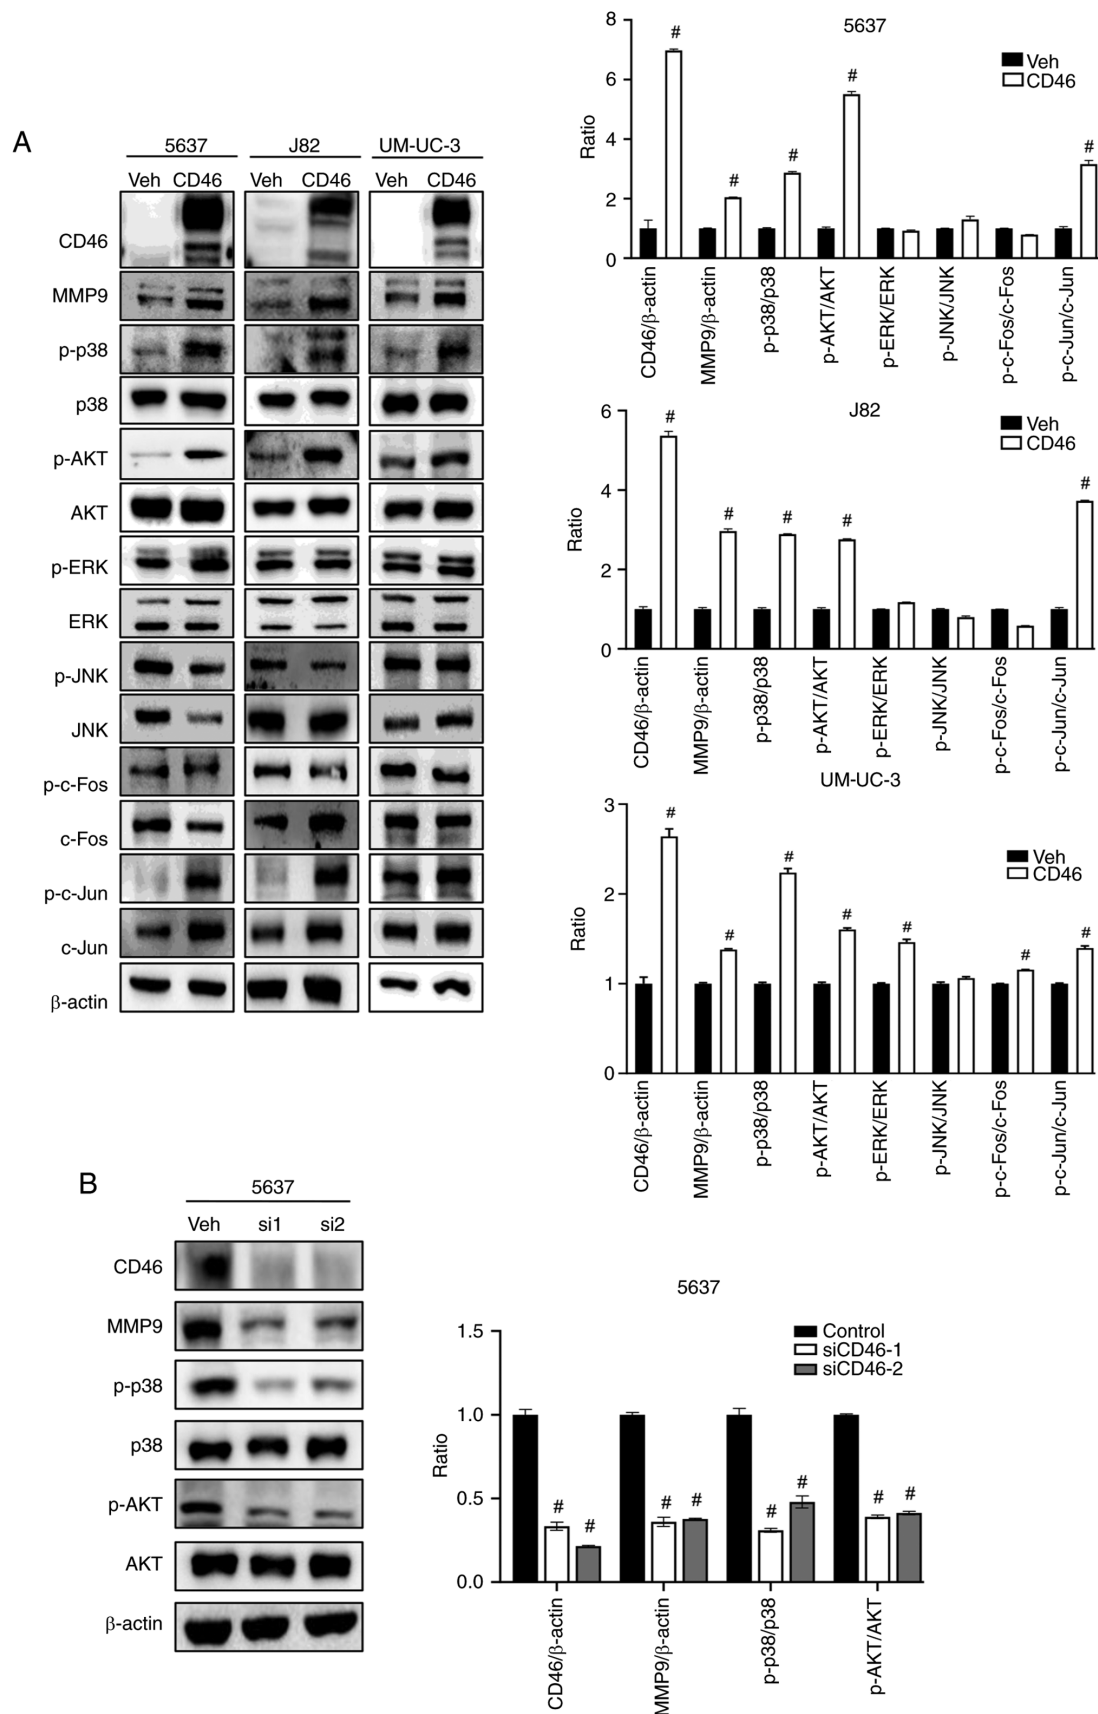 A
5637
J82
UM-UC-3
Veh CD46 Veh CD46 Veh CD46
CD46
MMP9
p-p38
p38
p-AKT
AKT
p-ERK
ERK
p-JNK
JNK
p-c-Fos
c-Fos
p-c-Jun
c-Jun
β-actin
5637
Veh
CD46
Ratio
8
6
4
2
0
CD46/β-actin
MMP9/β-actin
p-p38/p38
p-AKT/AKT
p-ERK/ERK
p-JNK/JNK
p-c-Fos/c-Fos
p-c-Jun/c-Jun
# # # # #
J82
Veh
CD46
Ratio
6
4
2
0
CD46/β-actin
MMP9/β-actin
p-p38/p38
p-AKT/AKT
p-ERK/ERK
p-JNK/JNK
p-c-Fos/c-Fos
p-c-Jun/c-Jun
# # # # #
UM-UC-3
Veh
CD46
Ratio
3
2
1
0
CD46/β-actin
MMP9/β-actin
p-p38/p38
p-AKT/AKT
p-ERK/ERK
p-JNK/JNK
p-c-Fos/c-Fos
p-c-Jun/c-Jun
# # # # # # #
B
5637
Veh si1 si2
CD46
MMP9
p-p38
p38
p-AKT
AKT
β-actin
5637
Control
siCD46-1
siCD46-2
Ratio
1.5
1.0
0.5
0.0
# # # # # # # #
CD46/β-actin
MMP9/β-actin
p-p38/p38
p-AKT/AKT